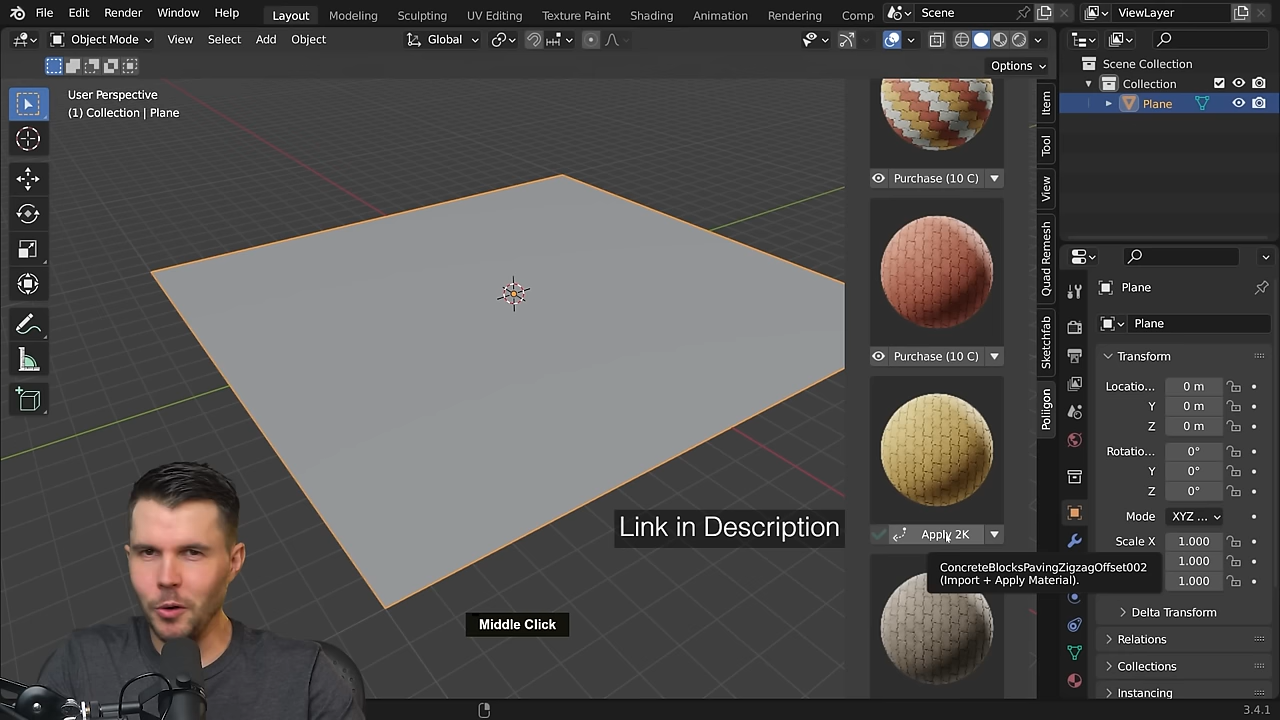 File Edit Render Window Help
Layout Modeling Sculpting UV Editing Texture Paint Shading Animation Rendering Comp
Scene
ViewLayer
Object Mode View Select Add Object
Global
Options
User Perspective
(1) Collection | Plane
Purchase (10 C)
Purchase (10 C)
Apply 2K
ConcreteBlocksPavingZigzagOffset002
(Import + Apply Material).
Link in Description
Middle Click
Item
Tool
View
Quad Remesh
Sketchfab
Poliigon
Scene Collection
Collection
Plane
Plane
Plane
Transform
Locatio... 0 m
Y 0 m
Z 0 m
Rotatio... 0°
Y 0°
Z 0°
Mode XYZ ...
Scale X 1.000
1.000
1.000
Delta Transform
Relations
Collections
Instancing
3.4.1